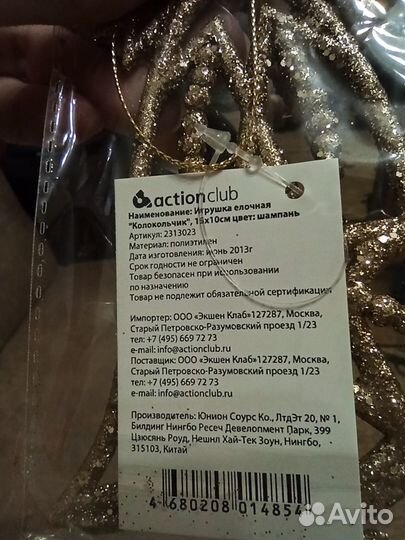 actionclub
Наименование: Игрушка елочная
"Колокольчик", 15х10см цвет: шампань
Артикул: 2313023
Материал: полиэтилен
Дата изготовления: июнь 2013г
Срок годности не ограничен
Товар безопасен при использовании
по назначению
Товар не подлежит обязательной сертификации
Импортер: ООО «Экшен Клаб»127287, Москва,
Старый Петровско-Разумовский проезд 1/23
тел: +7 (495) 669 72 73
e-mail: info@actionclub.ru
Поставщик: ООО «Экшен Клаб»127287, Москва,
Старый Петровско-Разумовский проезд 1/23
тел: +7 (495) 669 72 73
e-mail: info@actionclub.ru
Производитель: Юнион Соурс Ко., ЛтдЭт 20, № 1,
Билдинг Нингбо Ресеч Девелопмент Парк, 399
Цзюсянь Роуд, Нешнл Хай-Тек Зоун, Нингбо,
315103, Китай
4 680208 014854
Avito